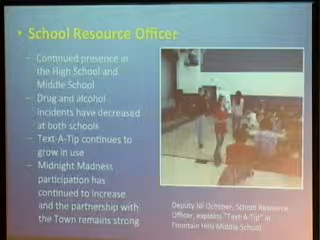 • School Resource Officer
– Continued presence in
the High School and
Middle School
– Drug and alcohol
incidents have decreased
at both schools
– Text-A-Tip continues to
grow in use
– Midnight Madness
participation has
continued to increase
and the partnership with
the Town remains strong
Deputy Jill School Resource
Officer, explains "Text-A-Tip" at
Fountain Hills Middle School